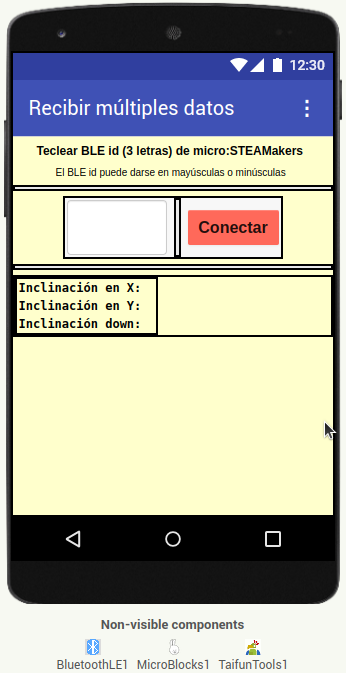 12:30
Recibir múltiples datos
Teclear BLE id (3 letras) de micro:STEAMakers
El BLE id puede darse en mayúsculas o minúsculas
Conectar
Inclinación en X:
Inclinación en Y:
Inclinación down:
Non-visible components
BluetoothLE1 MicroBlocks1 TaifunTools1